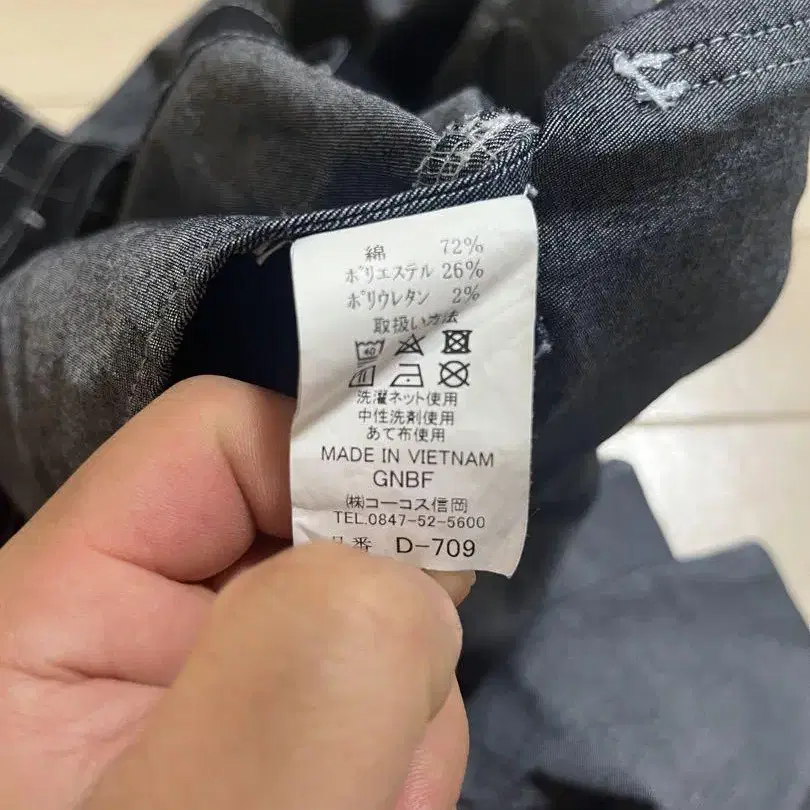 綿 72%
ポリエステル 26%
ポリウレタン 2%
取扱い方法
40
洗濯ネット使用
中性洗剤使用
あて布使用
MADE IN VIETNAM
GNBF
㈱コーコス信岡
TEL.0847-52-5600
品番 D-709